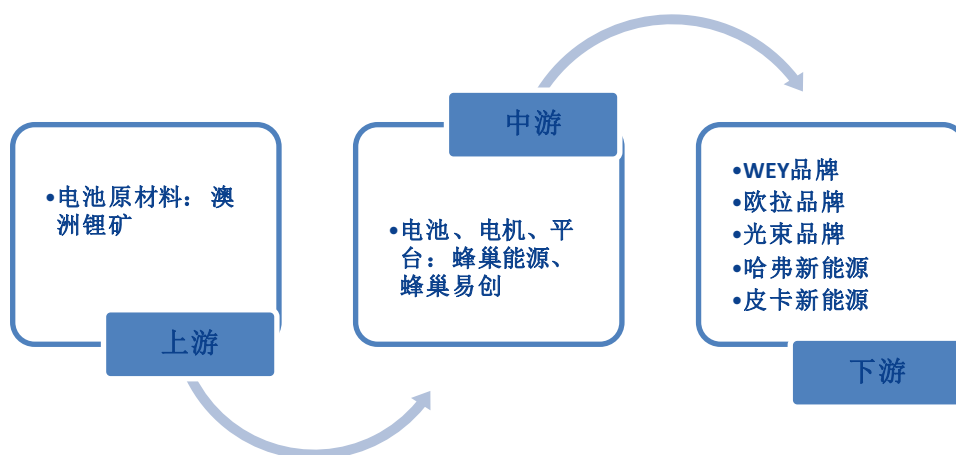 •电池原材料：澳
洲锂矿
上游
中游
•电池、电机、平
台：蜂巢能源、
蜂巢易创
•WEY品牌
•欧拉品牌
•光束品牌
•哈弗新能源
•皮卡新能源
下游